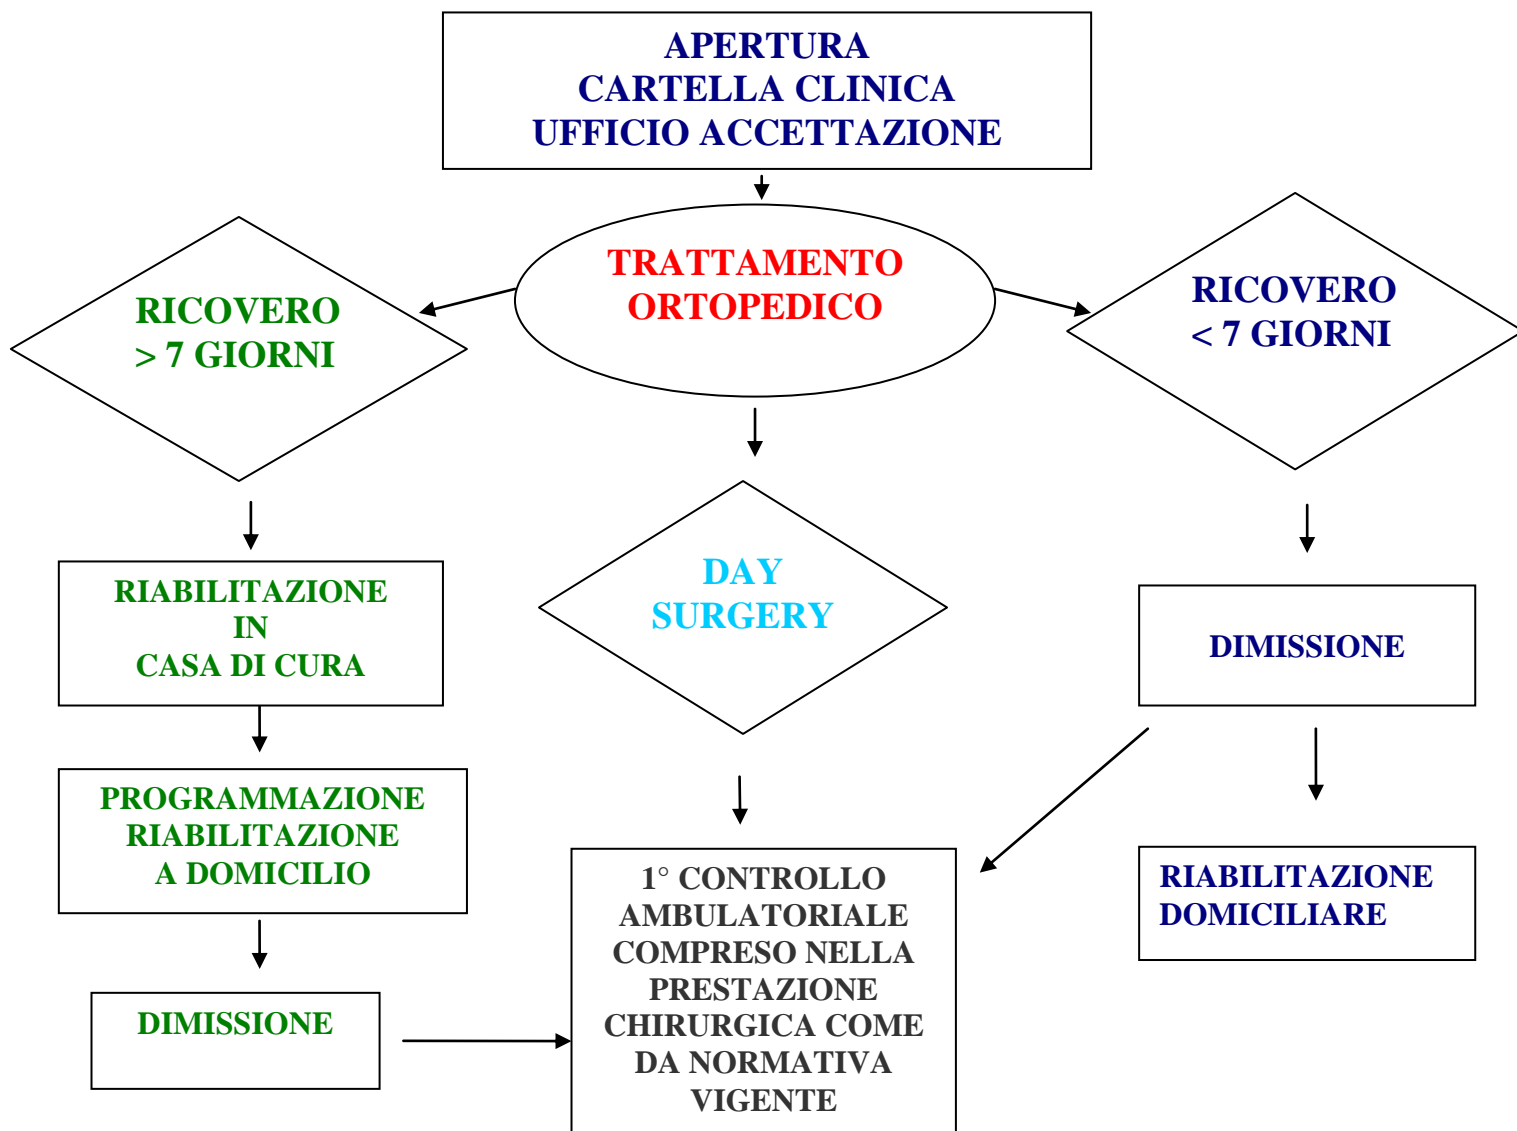 APERTURA
CARTELLA CLINICA
UFFICIO ACCETTAZIONE
TRATTAMENTO
ORTOPEDICO
RICOVERO
> 7 GIORNI
RICOVERO
< 7 GIORNI
DAY
SURGERY
RIABILITAZIONE
IN
CASA DI CURA
DIMISSIONE
PROGRAMMAZIONE
RIABILITAZIONE
A DOMICILIO
1° CONTROLLO
AMBULATORIALE
COMPRESO NELLA
PRESTAZIONE
CHIRURGICA COME
DA NORMATIVA
VIGENTE
RIABILITAZIONE
DOMICILIARE
DIMISSIONE